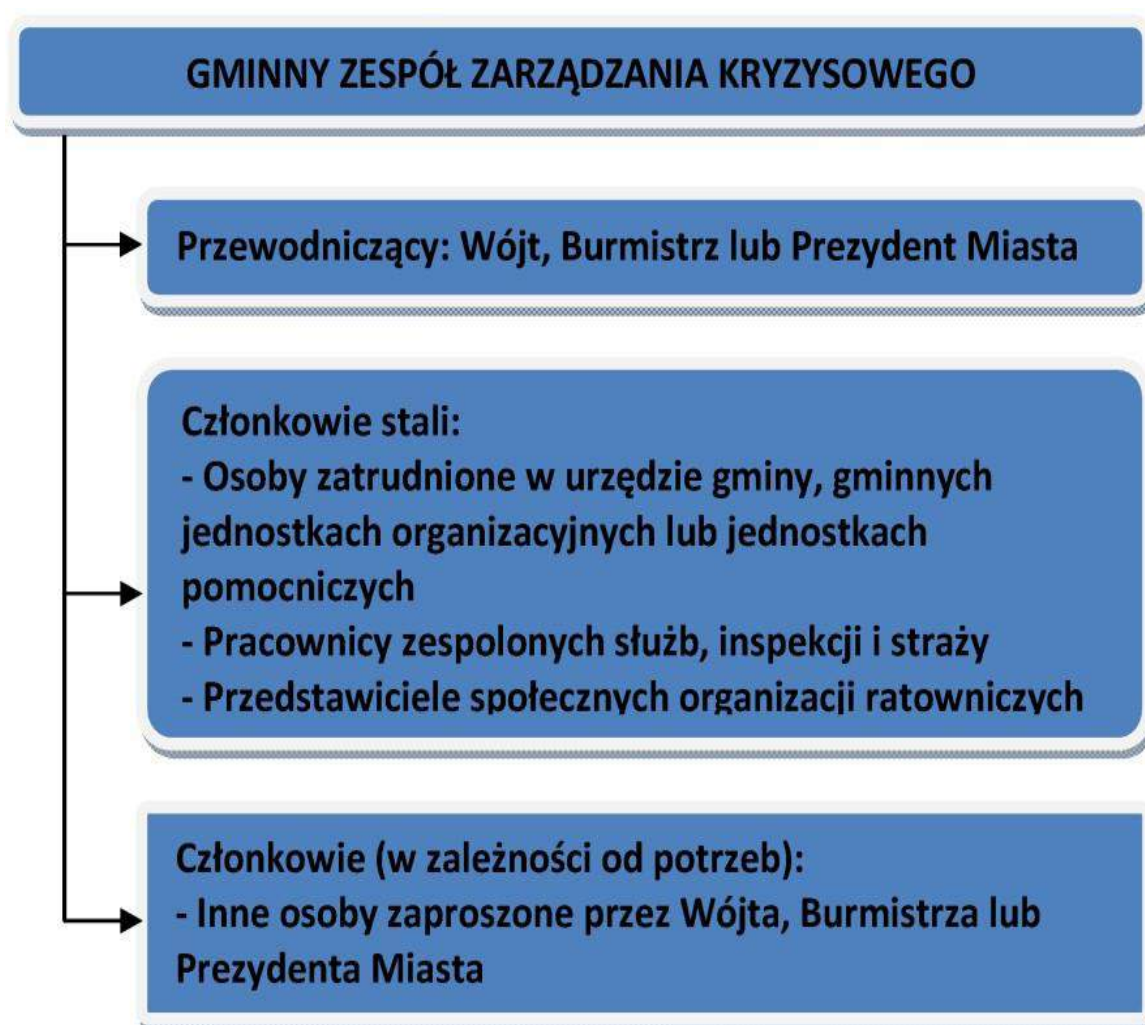 GMINNY ZESPÓŁ ZARZĄDZANIA KRYZYSOWEGO
Przewodniczący: Wójt, Burmistrz lub Prezydent Miasta
Członkowie stali:
- Osoby zatrudnione w urzędzie gminy, gminnych
jednostkach organizacyjnych lub jednostkach
pomocniczych
- Pracownicy zespolonych służb, inspekcji i straży
- Przedstawiciele społecznych organizacji ratowniczych
Członkowie (w zależności od potrzeb):
- Inne osoby zaproszone przez Wójta, Burmistrza lub
Prezydenta Miasta